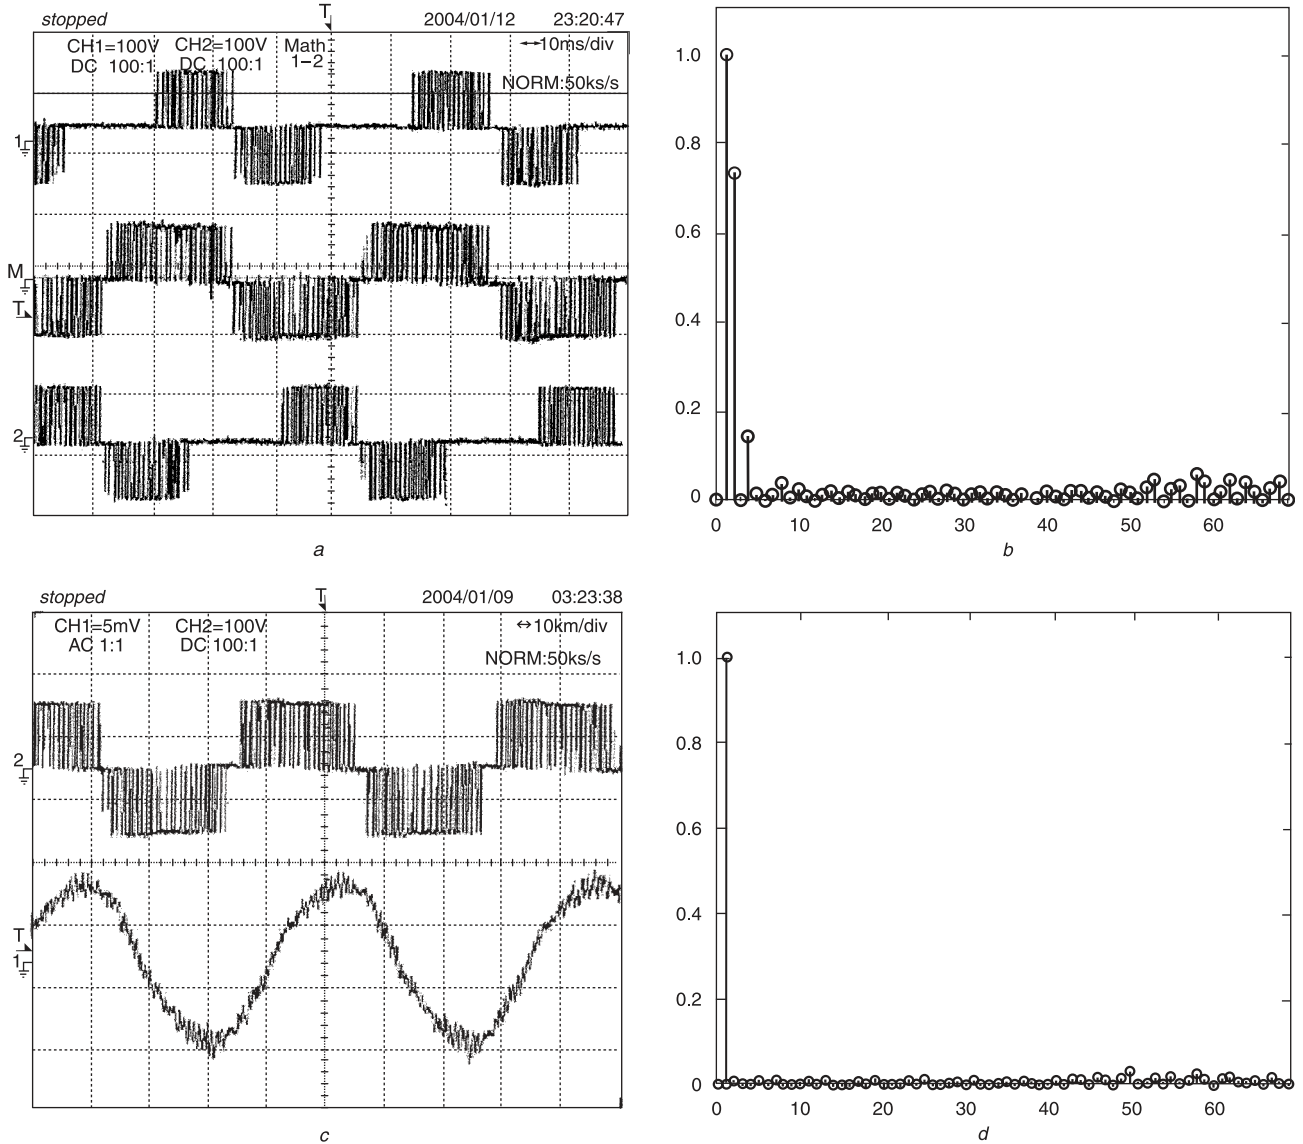 stopped T 2004/01/12 23:20:47
CH1=100V CH2=100V Math ↔10ms/div
DC 100:1 DC 100:1 1−2
NORM:50ks/s
1
M
T
2
a
1.0
0.8
0.6
0.4
0.2
0
0 10 20 30 40 50 60
b
stopped T 2004/01/09 03:23:38
CH1=5mV CH2=100V ↔10km/div
AC 1:1 DC 100:1
NORM:50ks/s
2
T
1
c
1.0
0.8
0.6
0.4
0.2
0
0 10 20 30 40 50 60
d